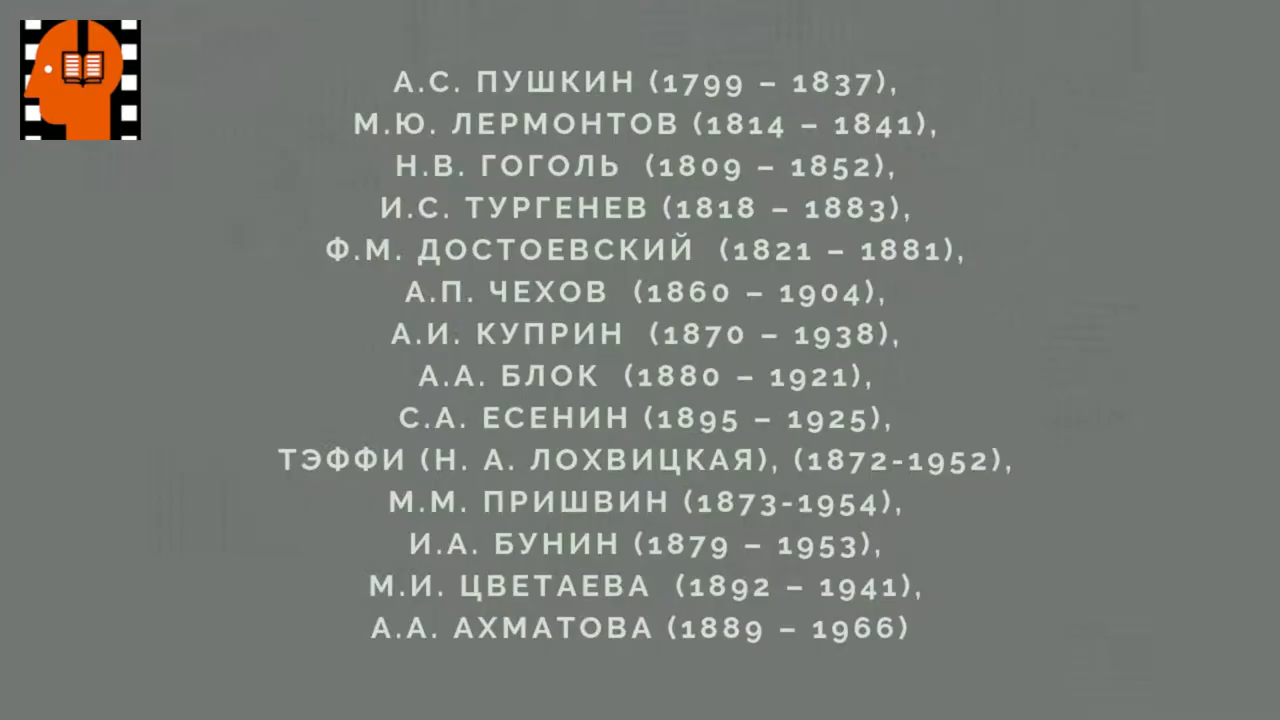 А.С. ПУШКИН (1799 – 1837),
М.Ю. ЛЕРМОНТОВ (1814 – 1841),
Н.В. ГОГОЛЬ (1809 – 1852),
И.С. ТУРГЕНЕВ (1818 – 1883),
Ф.М. ДОСТОЕВСКИЙ (1821 – 1881),
А.П. ЧЕХОВ (1860 – 1904),
А.И. КУПРИН (1870 – 1938),
А.А. БЛОК (1880 – 1921),
С.А. ЕСЕНИН (1895 – 1925),
ТЭФФИ (Н. А. ЛОХВИЦКАЯ), (1872-1952),
М.М. ПРИШВИН (1873-1954),
И.А. БУНИН (1879 – 1953),
М.И. ЦВЕТАЕВА (1892 – 1941),
А.А. АХМАТОВА (1889 – 1966)